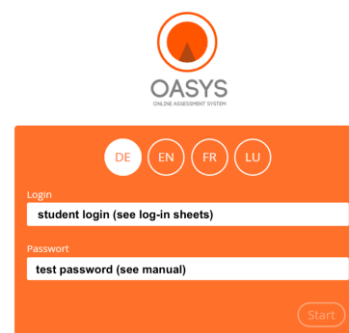 OASYS
ONLINE ASSESSMENT SYSTEM
DE EN FR LU
Login
student login (see log-in sheets)
Passwort
test password (see manual)
Start